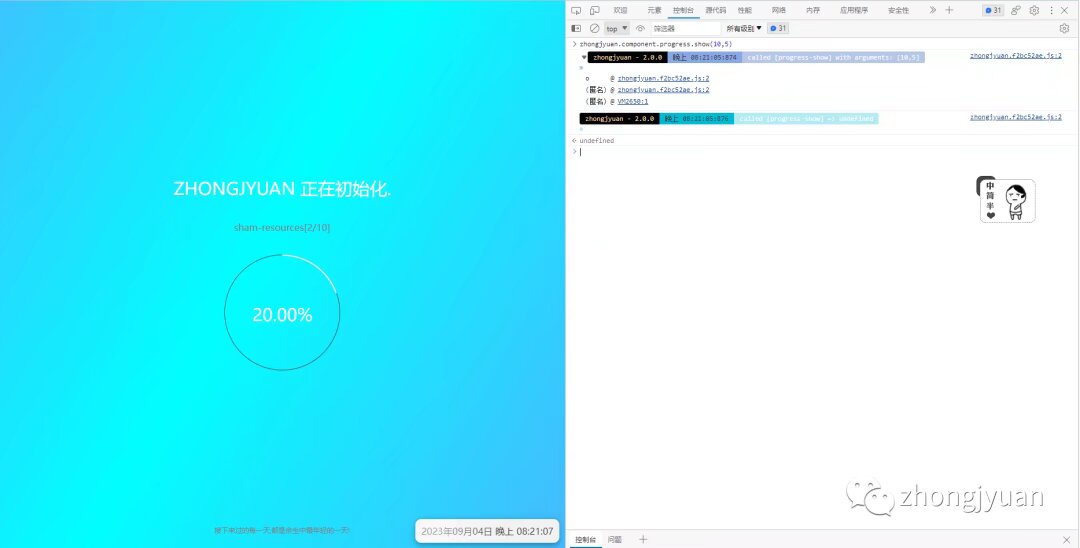 ZHONGJYUAN 正在初始化.
sham-resources[2/10]
20.00%
接下来过的每一天,都是余生中最年轻的一天!
2023年09月04日 晚上 08:21:07
欢迎 元素 控制台 源代码 性能 网络 内存 应用程序 安全性 31
top 筛选器 所有级别 31
zhongjyuan.component.progress.show(10,5)
zhongjyuan - 2.0.0 晚上 08:21:05:874 called [progress-show] with arguments: [10,5] zhongjyuan.f2bc52ae.js:2
o @ zhongjyuan.f2bc52ae.js:2
(匿名) @ zhongjyuan.f2bc52ae.js:2
(匿名) @ VM2650:1
zhongjyuan - 2.0.0 晚上 08:21:05:876 called [progress-show] => undefined zhongjyuan.f2bc52ae.js:2
undefined
中
简
半
zhongjyuan
控制台 问题